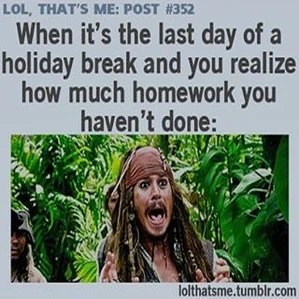 LOL, THAT'S ME: POST #352
When it's the last day of a
holiday break and you realize
how much homework you
haven't done:
lolthatsme.tumblr.com